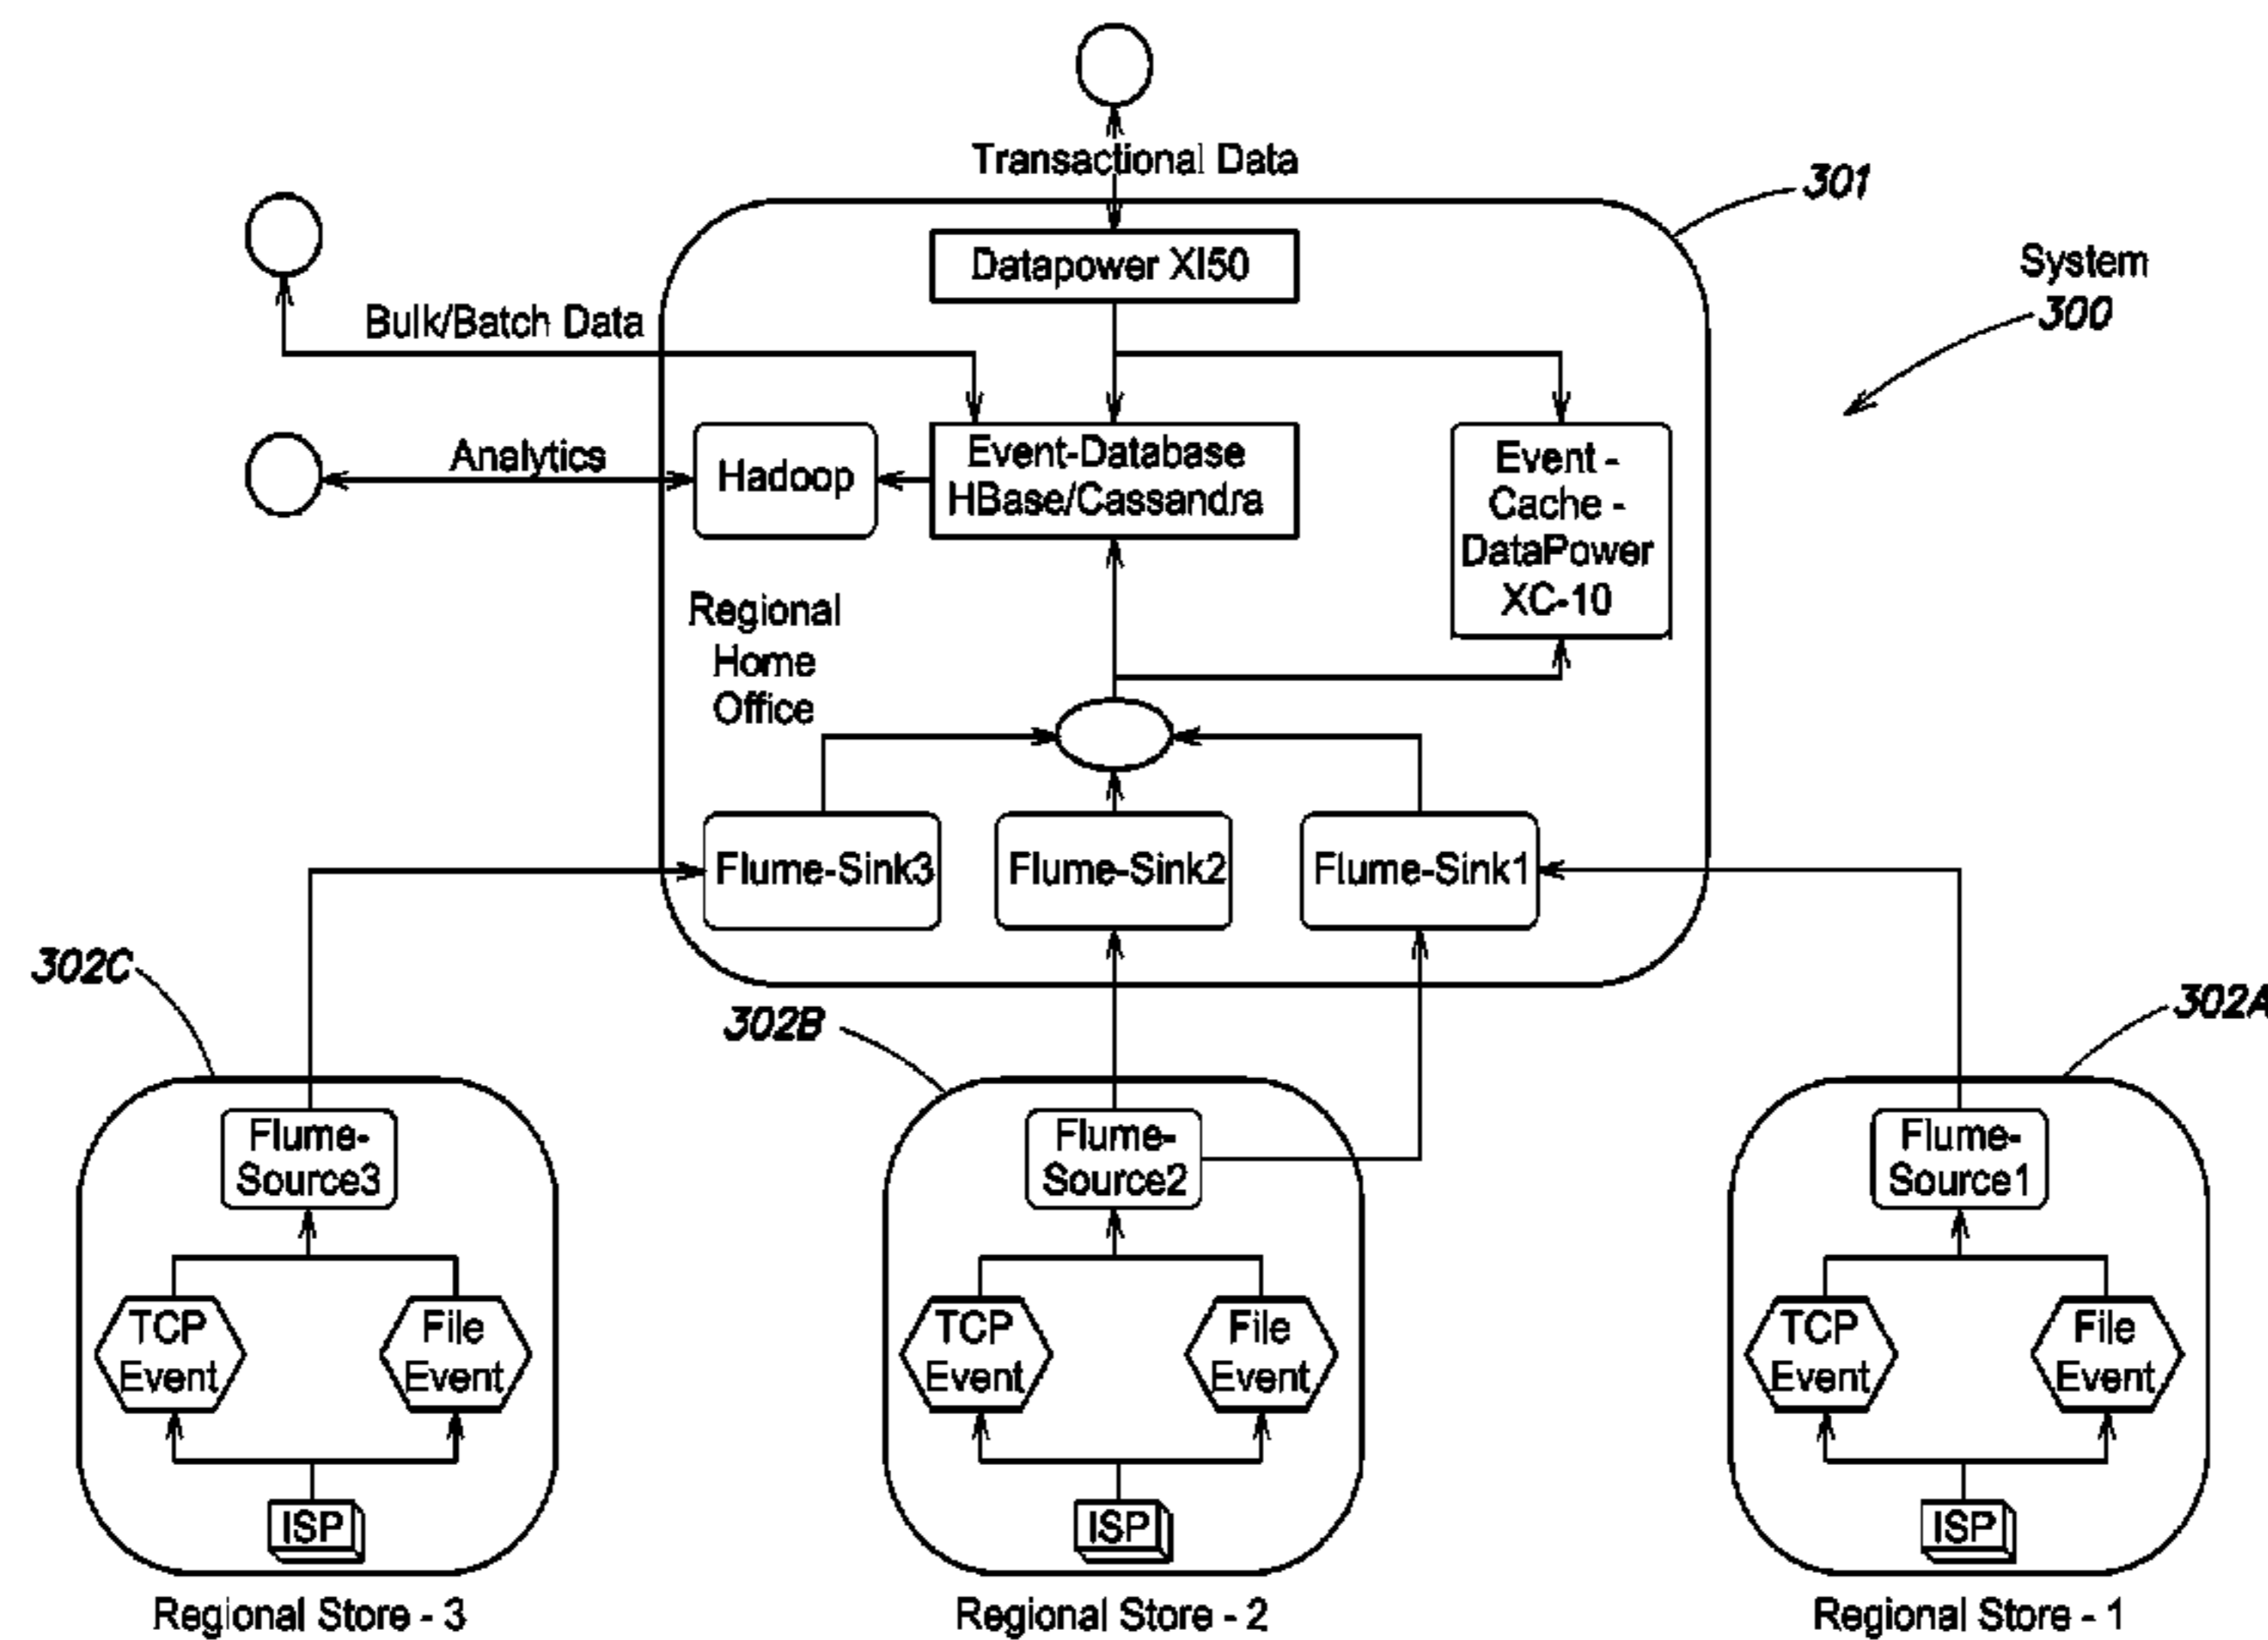 Transactional Data
301
Datapower XI50
System
300
Bulk/Batch Data
Analytics
Hadoop
Event-Database
HBase/Cassandra
Event -
Cache -
DataPower
XC-10
Regional
Home
Office
Flume-Sink3
Flume-Sink2
Flume-Sink1
302C
302B
302A
Flume-
Source3
Flume-
Source2
Flume-
Source1
TCP
Event
File
Event
TCP
Event
File
Event
TCP
Event
File
Event
ISP
ISP
ISP
Regional Store - 3
Regional Store - 2
Regional Store - 1